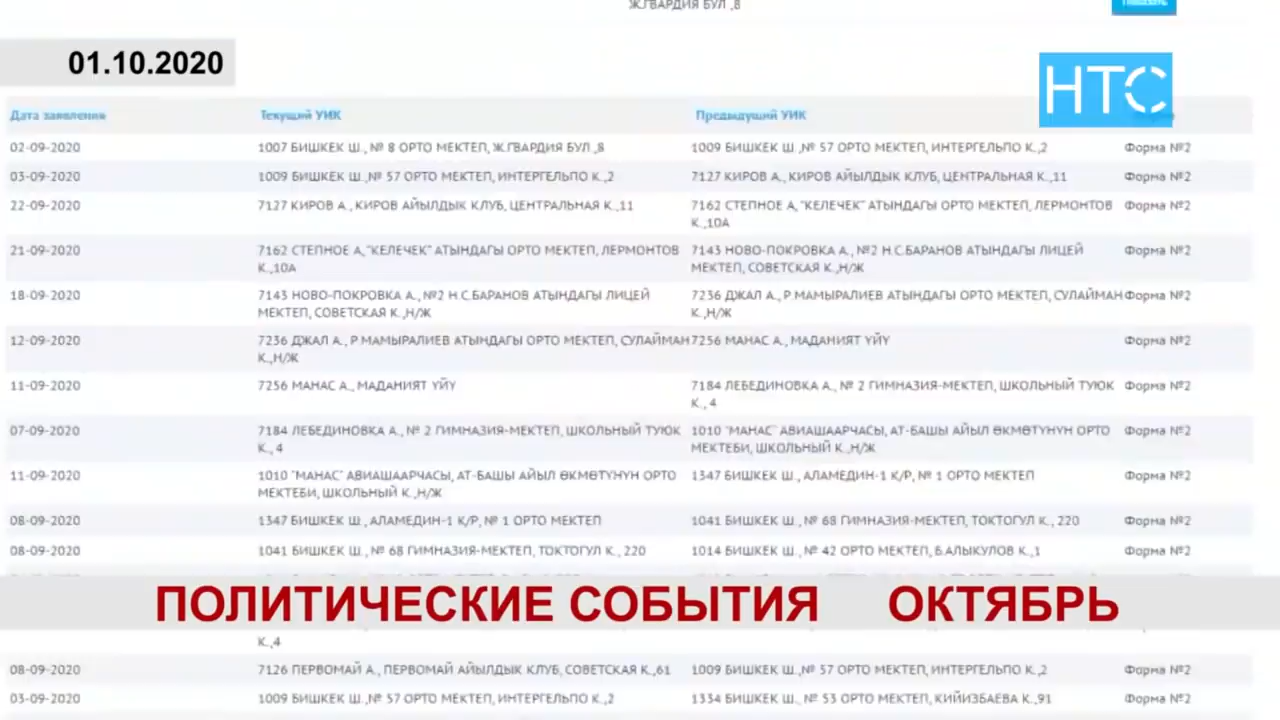 Ж.ГВАРДИЯ БУЛ ,8
Показать
01.10.2020
НТС
Дата заявления Текущий УИК Предыдущий УИК
02-09-2020 1007 БИШКЕК Ш., № 8 ОРТО МЕКТЕП, Ж.ГВАРДИЯ БУЛ ,8 1009 БИШКЕК Ш ,№ 57 ОРТО МЕКТЕП, ИНТЕРГЕЛЬПО К.,2 Форма №2
03-09-2020 1009 БИШКЕК Ш ,№ 57 ОРТО МЕКТЕП, ИНТЕРГЕЛЬПО К.,2 7127 КИРОВ А., КИРОВ АЙЫЛДЫК КЛУБ, ЦЕНТРАЛЬНАЯ К.,11 Форма №2
22-09-2020 7127 КИРОВ А., КИРОВ АЙЫЛДЫК КЛУБ, ЦЕНТРАЛЬНАЯ К.,11 7162 СТЕПНОЕ А, "КЕЛЕЧЕК" АТЫНДАГЫ ОРТО МЕКТЕП, ЛЕРМОНТОВ Форма №2
К.,10А
21-09-2020 7162 СТЕПНОЕ А, "КЕЛЕЧЕК" АТЫНДАГЫ ОРТО МЕКТЕП, ЛЕРМОНТОВ 7143 НОВО-ПОКРОВКА А., №2 Н.С.БАРАНОВ АТЫНДАГЫ ЛИЦЕЙ Форма №2
К.,10А МЕКТЕП, СОВЕТСКАЯ К.,Н/Ж
18-09-2020 7143 НОВО-ПОКРОВКА А., №2 Н.С.БАРАНОВ АТЫНДАГЫ ЛИЦЕЙ 7236 ДЖАЛ А., Р.МАМЫРАЛИЕВ АТЫНДАГЫ ОРТО МЕКТЕП, СУЛАЙМАН Форма №2
МЕКТЕП, СОВЕТСКАЯ К.,Н/Ж К.,Н/Ж
12-09-2020 7236 ДЖАЛ А., Р.МАМЫРАЛИЕВ АТЫНДАГЫ ОРТО МЕКТЕП, СУЛАЙМАН 7256 МАНАС А., МАДАНИЯТ ҮЙҮ Форма №2
К.,Н/Ж
11-09-2020 7256 МАНАС А., МАДАНИЯТ ҮЙҮ 7184 ЛЕБЕДИНОВКА А., № 2 ГИМНАЗИЯ-МЕКТЕП, ШКОЛЬНЫЙ ТУЮК Форма №2
К., 4
07-09-2020 7184 ЛЕБЕДИНОВКА А., № 2 ГИМНАЗИЯ-МЕКТЕП, ШКОЛЬНЫЙ ТУЮК 1010 "МАНАС" АВИАШААРЧАСЫ, АТ-БАШЫ АЙЫЛ ӨКМӨТҮНҮН ОРТО Форма №2
К., 4 МЕКТЕБИ, ШКОЛЬНЫЙ К.,Н/Ж
11-09-2020 1010 "МАНАС" АВИАШААРЧАСЫ, АТ-БАШЫ АЙЫЛ ӨКМӨТҮНҮН ОРТО 1347 БИШКЕК Ш., АЛАМЕДИН-1 К/Р, № 1 ОРТО МЕКТЕП Форма №2
МЕКТЕБИ, ШКОЛЬНЫЙ К.,Н/Ж
08-09-2020 1347 БИШКЕК Ш., АЛАМЕДИН-1 К/Р, № 1 ОРТО МЕКТЕП 1041 БИШКЕК Ш., № 68 ГИМНАЗИЯ-МЕКТЕП, ТОКТОГУЛ К., 220 Форма №2
08-09-2020 1041 БИШКЕК Ш., № 68 ГИМНАЗИЯ-МЕКТЕП, ТОКТОГУЛ К., 220 1014 БИШКЕК Ш., № 42 ОРТО МЕКТЕП, Б.АЛЫКУЛОВ К.,1 Форма №2
ПОЛИТИЧЕСКИЕ СОБЫТИЯ ОКТЯБРЬ
К.,4
08-09-2020 7126 ПЕРВОМАЙ А., ПЕРВОМАЙ АЙЫЛДЫК КЛУБ, СОВЕТСКАЯ К.,61 1009 БИШКЕК Ш ,№ 57 ОРТО МЕКТЕП, ИНТЕРГЕЛЬПО К.,2 Форма №2
03-09-2020 1009 БИШКЕК Ш ,№ 57 ОРТО МЕКТЕП, ИНТЕРГЕЛЬПО К.,2 1334 БИШКЕК Ш., № 53 ОРТО МЕКТЕП, КИЙИЗБАЕВА К.,91 Форма №2